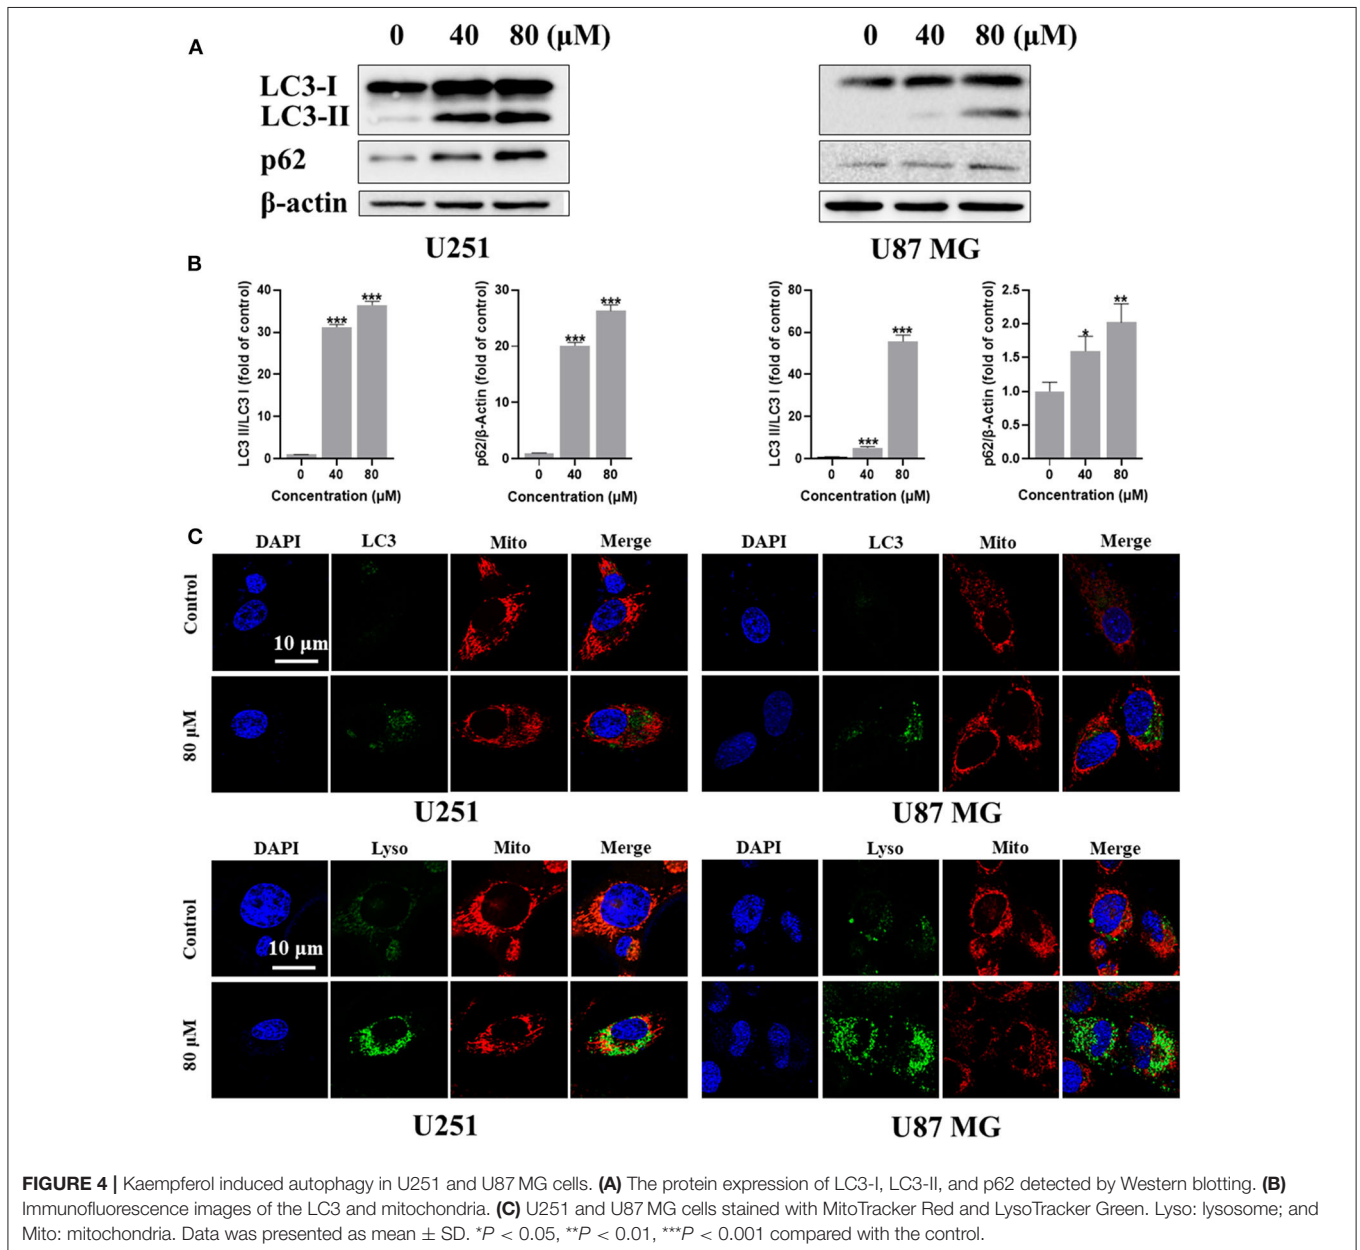 A
0 40 80 (μM)
0 40 80 (μM)
LC3-I
LC3-II
p62
β-actin
U251
U87 MG
B
LC3 II/LC3 I (fold of control)
40
30
20
10
0
***
***
0 40 80
Concentration (μM)
p62/β-Actin (fold of control)
30
20
10
0
***
***
0 40 80
Concentration (μM)
LC3 II/LC3 I (fold of control)
80
60
40
20
0
***
***
0 40 80
Concentration (μM)
p62/β-Actin (fold of control)
2.5
2.0
1.5
1.0
0.5
0.0
*
**
0 40 80
Concentration (μM)
C
DAPI LC3 Mito Merge
DAPI LC3 Mito Merge
Control
10 μm
80 μM
U251
U87 MG
DAPI Lyso Mito Merge
DAPI Lyso Mito Merge
Control
10 μm
80 μM
U251
U87 MG
FIGURE 4 | Kaempferol induced autophagy in U251 and U87 MG cells. (A) The protein expression of LC3-I, LC3-II, and p62 detected by Western blotting. (B)
Immunofluorescence images of the LC3 and mitochondria. (C) U251 and U87 MG cells stained with MitoTracker Red and LysoTracker Green. Lyso: lysosome; and
Mito: mitochondria. Data was presented as mean ± SD. *P < 0.05, **P < 0.01, ***P < 0.001 compared with the control.